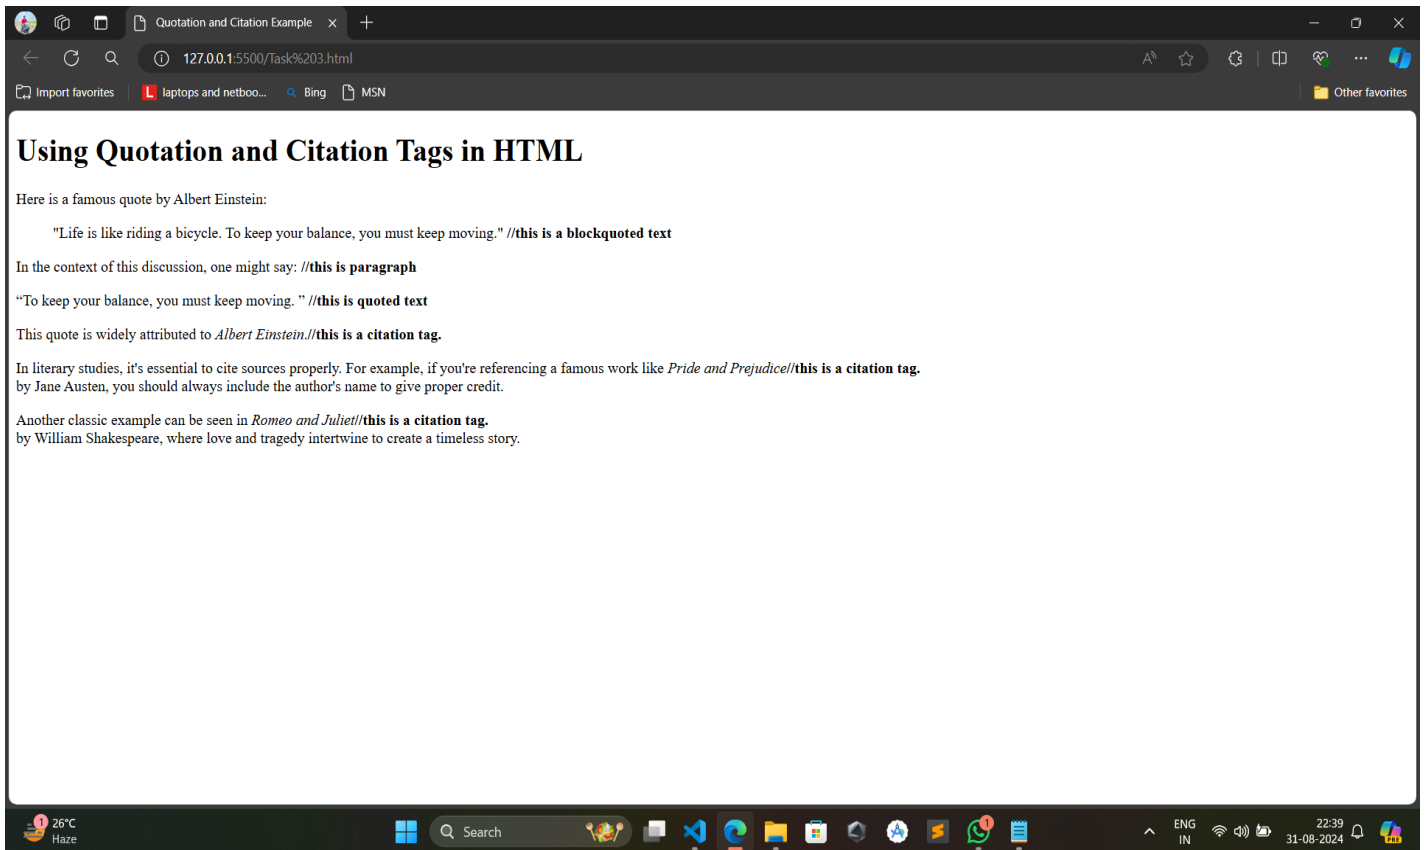 Quotation and Citation Example
127.0.0.1:5500/Task%203.html
Import favorites
L laptops and netboo...
Bing
MSN
Other favorites
Using Quotation and Citation Tags in HTML
Here is a famous quote by Albert Einstein:
"Life is like riding a bicycle. To keep your balance, you must keep moving." //this is a blockquoted text
In the context of this discussion, one might say: //this is paragraph
“To keep your balance, you must keep moving. ” //this is quoted text
This quote is widely attributed to Albert Einstein.//this is a citation tag.
In literary studies, it's essential to cite sources properly. For example, if you're referencing a famous work like Pride and Prejudice//this is a citation tag.
by Jane Austen, you should always include the author's name to give proper credit.
Another classic example can be seen in Romeo and Juliet//this is a citation tag.
by William Shakespeare, where love and tragedy intertwine to create a timeless story.
1
26°C
Haze
Search
1
ENG
IN
22:39
31-08-2024
PRE